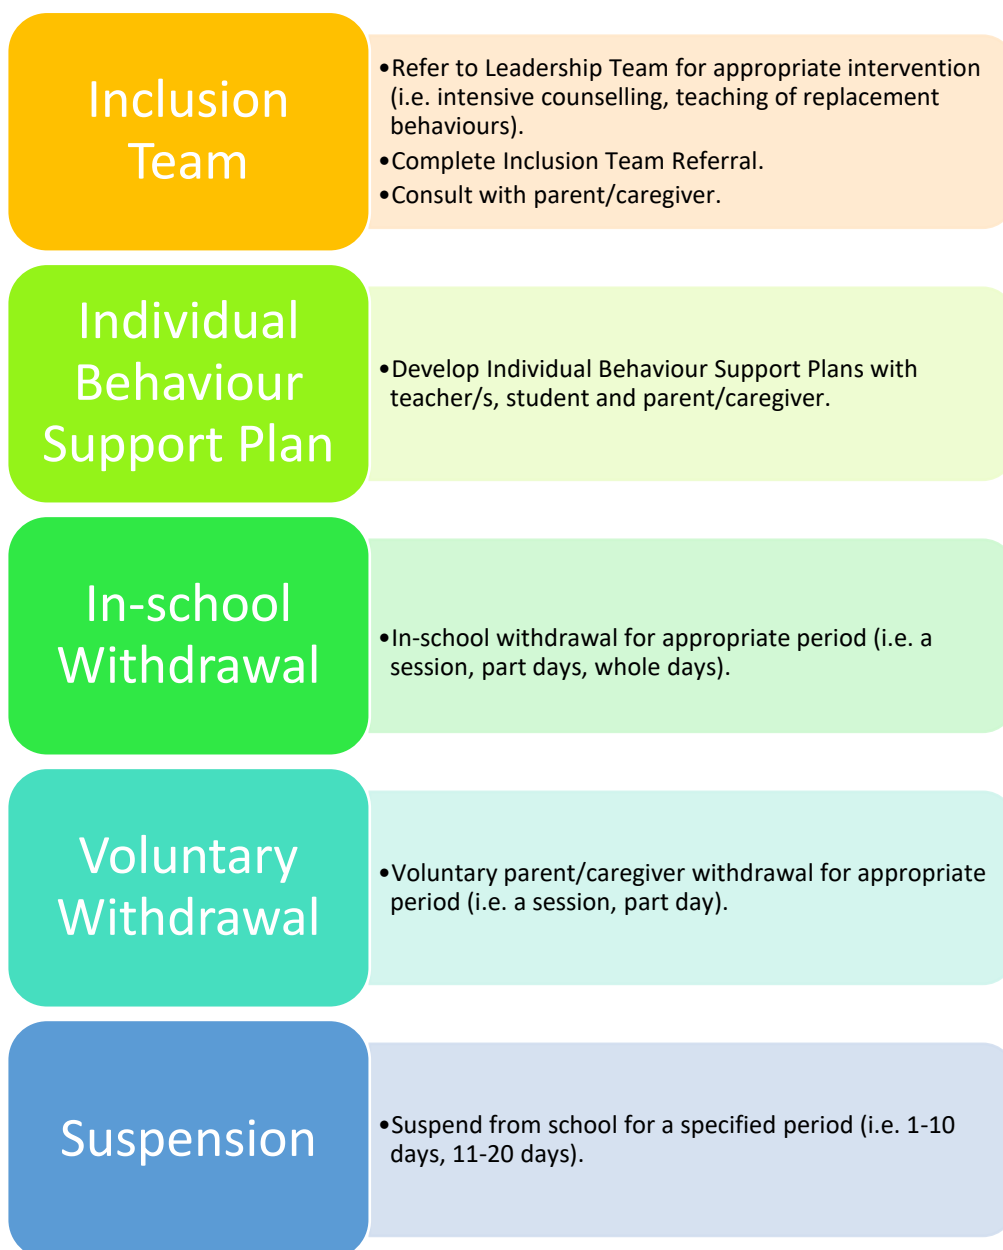 Inclusion
Team
•Refer to Leadership Team for appropriate intervention
(i.e. intensive counselling, teaching of replacement
behaviours).
•Complete Inclusion Team Referral.
•Consult with parent/caregiver.
Individual
Behaviour
Support Plan
•Develop Individual Behaviour Support Plans with
teacher/s, student and parent/caregiver.
In-school
Withdrawal
•In-school withdrawal for appropriate period (i.e. a
session, part days, whole days).
Voluntary
Withdrawal
•Voluntary parent/caregiver withdrawal for appropriate
period (i.e. a session, part day).
Suspension
•Suspend from school for a specified period (i.e. 1-10
days, 11-20 days).